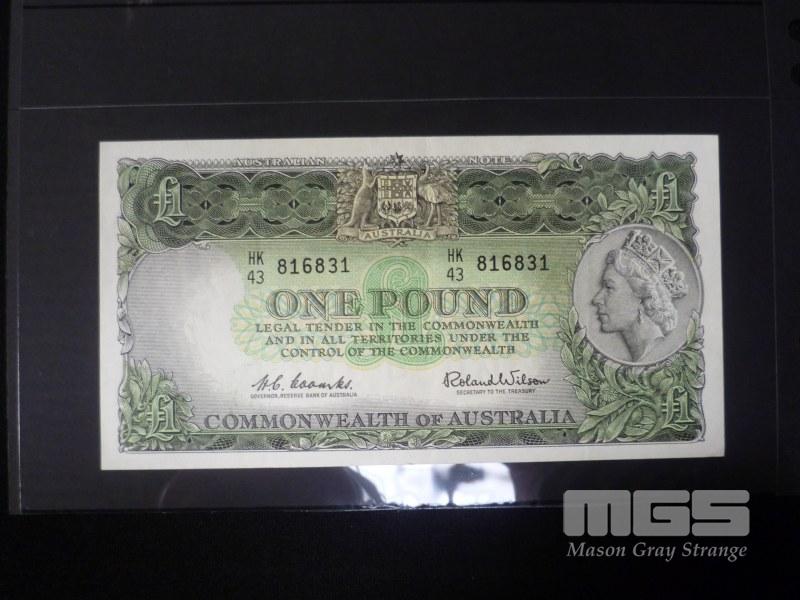 AUSTRALIAN NOTE
£1 £1
AUSTRALIA
HK 43 816831 HK 43 816831
ONE POUND
LEGAL TENDER IN THE COMMONWEALTH
AND IN ALL TERRITORIES UNDER THE
CONTROL OF THE COMMONWEALTH
H.C. Coombs. Roland Wilson
GOVERNOR, RESERVE BANK OF AUSTRALIA SECRETARY TO THE TREASURY
£1 COMMONWEALTH OF AUSTRALIA £1
MGS
Mason Gray Strange